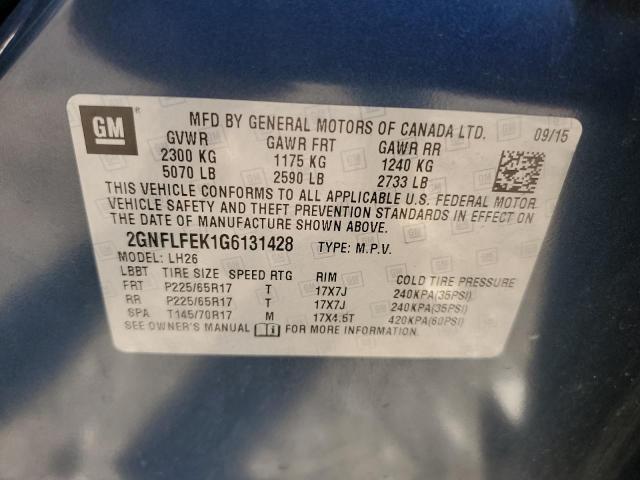 GM ®
MFD BY GENERAL MOTORS OF CANADA LTD. 09/15
GVWR GAWR FRT GAWR RR
2300 KG 1175 KG 1240 KG
5070 LB 2590 LB 2733 LB
THIS VEHICLE CONFORMS TO ALL APPLICABLE U.S. FEDERAL MOTOR
VEHICLE SAFETY AND THEFT PREVENTION STANDARDS IN EFFECT ON
THE DATE OF MANUFACTURE SHOWN ABOVE.
2GNFLFEK1G6131428 TYPE: M.P.V.
MODEL: LH26
LBBT TIRE SIZE SPEED RTG RIM COLD TIRE PRESSURE
FRT P225/65R17 T 17X7J 240KPA(35PSI)
RR P225/65R17 T 17X7J 240KPA(35PSI)
SPA T145/70R17 M 17X4.5T 420KPA(60PSI)
SEE OWNER'S MANUAL FOR MORE INFORMATION.